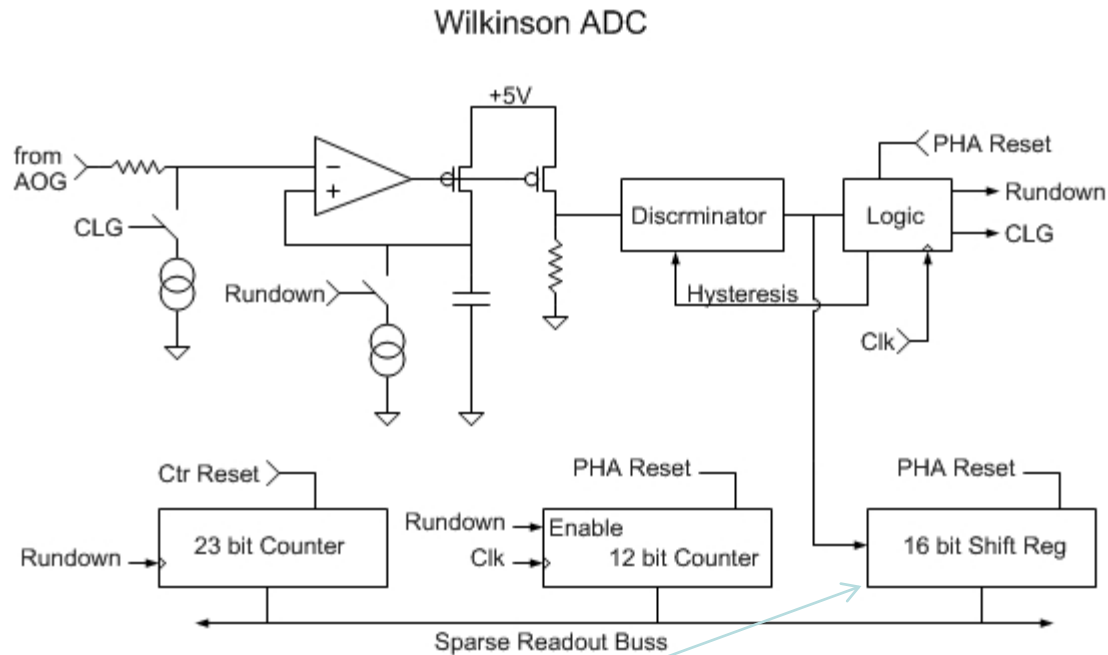 Wilkinson ADC
+5V
from
AOG
PHA Reset
Rundown
CLG
−
+
Discrminator
Logic
CLG
Rundown
Hysteresis
Clk
Ctr Reset
PHA Reset
PHA Reset
Rundown
23 bit Counter
Rundown
Enable
Clk
12 bit Counter
16 bit Shift Reg
Sparse Readout Buss